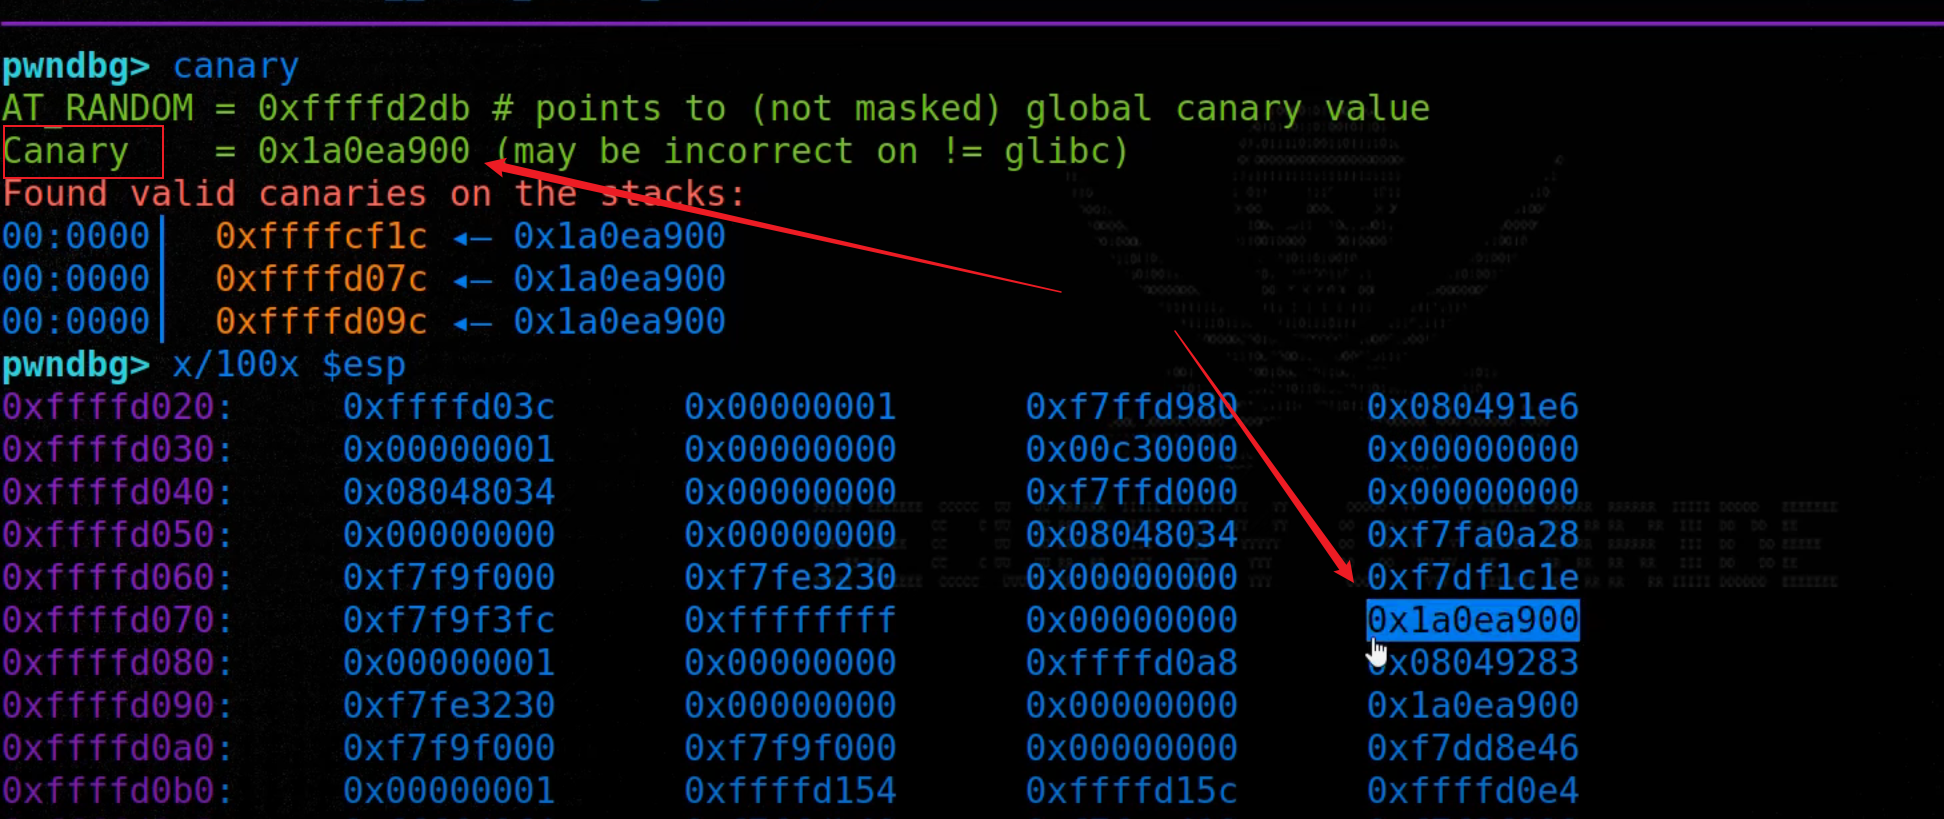 pwndbg> canary
AT_RANDOM = 0xffffd2db # points to (not masked) global canary value
Canary    = 0x1a0ea900 (may be incorrect on != glibc)
Found valid canaries on the stacks:
00:0000│  0xffffcf1c ◂— 0x1a0ea900
00:0000│  0xffffd07c ◂— 0x1a0ea900
00:0000│  0xffffd09c ◂— 0x1a0ea900
pwndbg> x/100x $esp
0xffffd020: 0xffffd03c 0x00000001 0xf7ffd980 0x080491e6
0xffffd030: 0x00000001 0x00000000 0x00c30000 0x00000000
0xffffd040: 0x08048034 0x00000000 0xf7ffd000 0x00000000
0xffffd050: 0x00000000 0x00000000 0x08048034 0xf7fa0a28
0xffffd060: 0xf7f9f000 0xf7fe3230 0x00000000 0xf7df1c1e
0xffffd070: 0xf7f9f3fc 0xffffffff 0x00000000 0x1a0ea900
0xffffd080: 0x00000001 0x00000000 0xffffd0a8 0x08049283
0xffffd090: 0xf7fe3230 0x00000000 0x00000000 0x1a0ea900
0xffffd0a0: 0xf7f9f000 0xf7f9f000 0x00000000 0xf7dd8e46
0xffffd0b0: 0x00000001 0xffffd154 0xffffd15c 0xffffd0e4